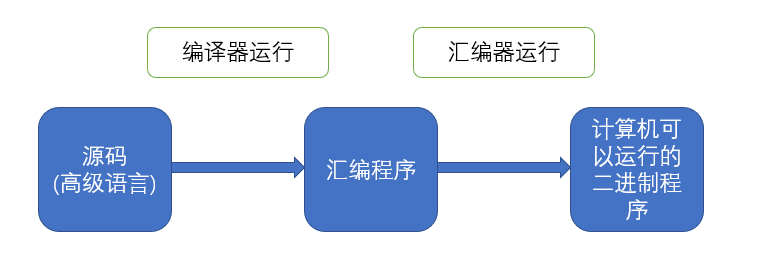 编译器运行
汇编器运行
源码
(高级语言)
汇编程序
计算机可
以运行的
二进制程
序